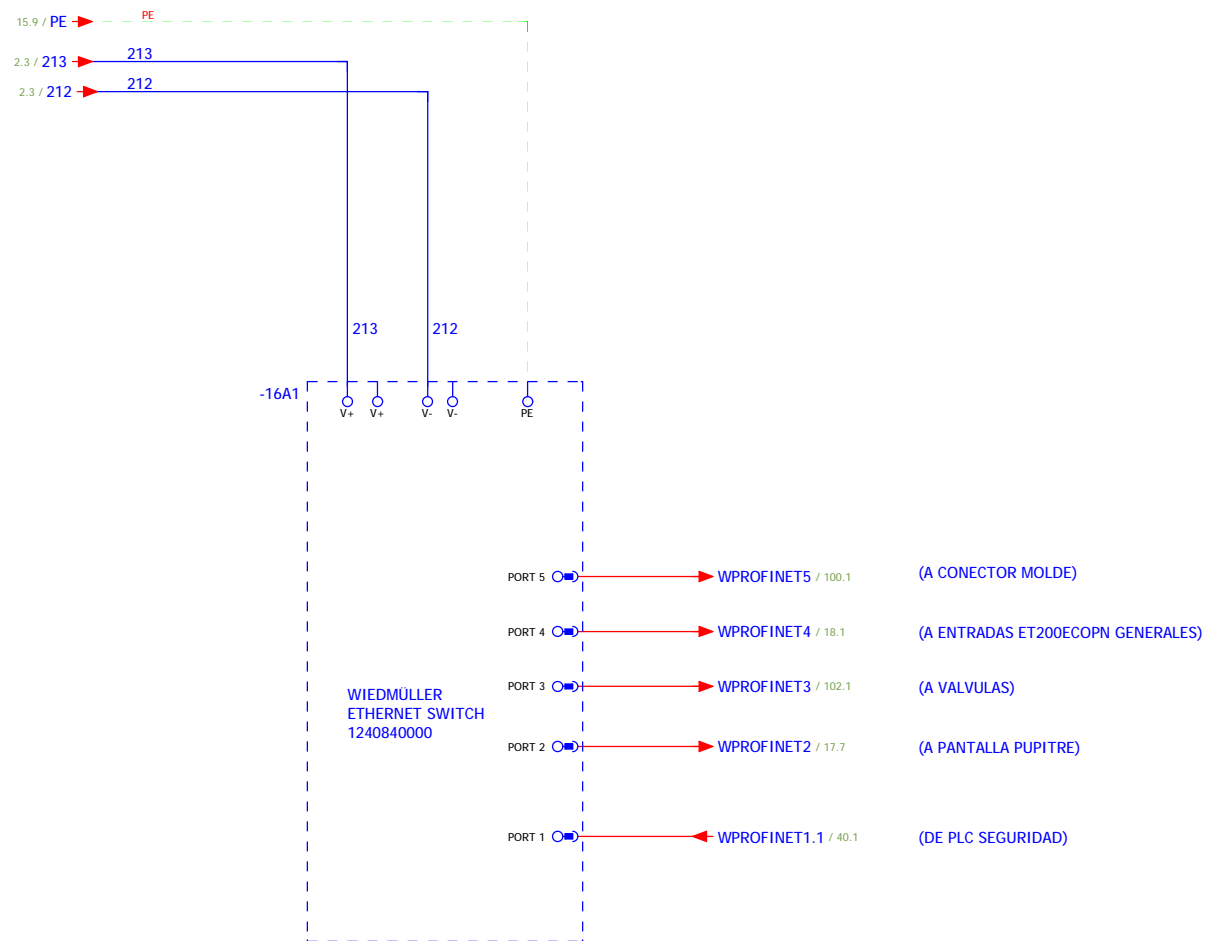 15.9 / PE
PE
2.3 / 213
213
2.3 / 212
212
213
212
-16A1
V+
V+
V-
V-
PE
PORT 5
WPROFINET5 / 100.1
(A CONECTOR MOLDE)
PORT 4
WPROFINET4 / 18.1
(A ENTRADAS ET200ECOPN GENERALES)
PORT 3
WPROFINET3 / 102.1
(A VALVULAS)
WIEDMÜLLER
ETHERNET SWITCH
1240840000
PORT 2
WPROFINET2 / 17.7
(A PANTALLA PUPITRE)
PORT 1
WPROFINET1.1 / 40.1
(DE PLC SEGURIDAD)